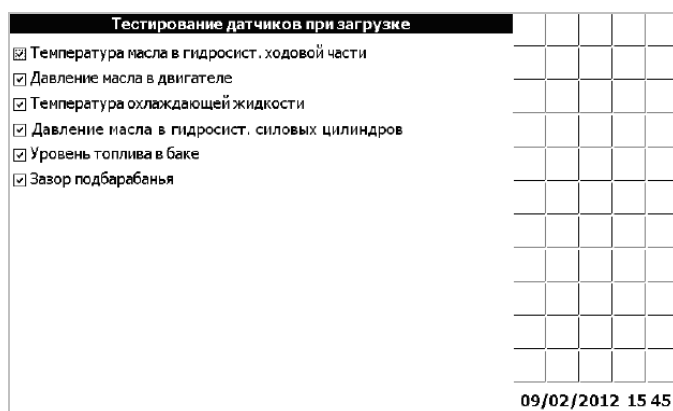 Тестирование датчиков при загрузке
Температура масла в гидросист. ходовой части
Давление масла в двигателе
Температура охлаждающей жидкости
Давление масла в гидросист. силовых цилиндров
Уровень топлива в баке
Зазор подбарабанья
09/02/2012 15 45